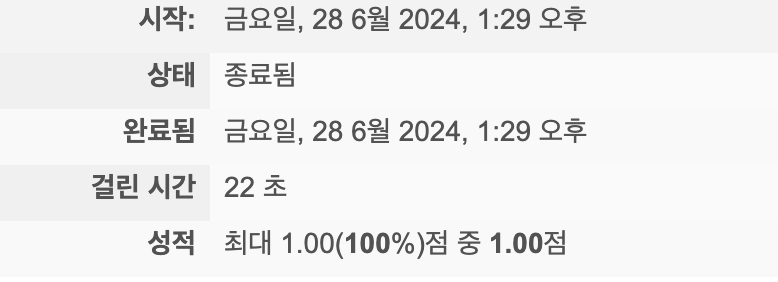 시작: 금요일, 28 6월 2024, 1:29 오후
상태 종료됨
완료됨 금요일, 28 6월 2024, 1:29 오후
걸린 시간 22 초
성적 최대 1.00(100%)점 중 1.00점